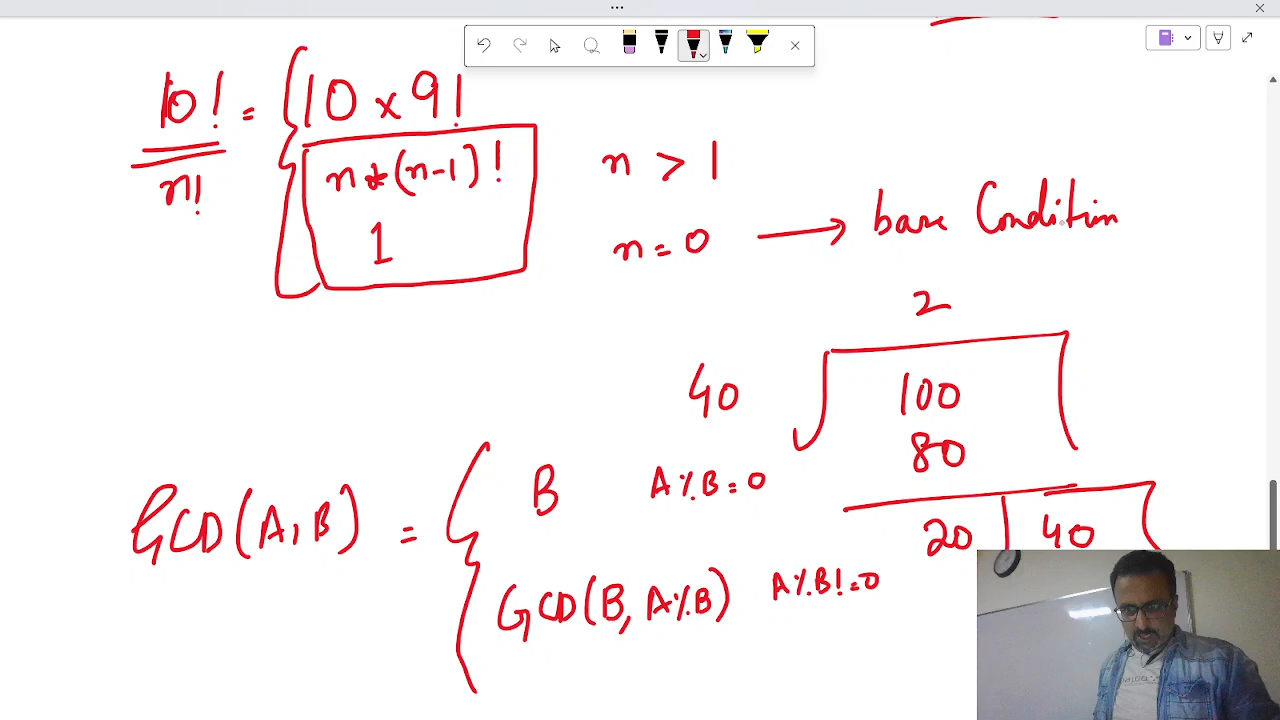 10! = { 10 × 9!
n! n*(n-1)! n > 1
1 n = 0 → base Condition
2
40 100
80
20 40
GCD(A, B) = { B A%B = 0
GCD(B, A%B) A%B! = 0